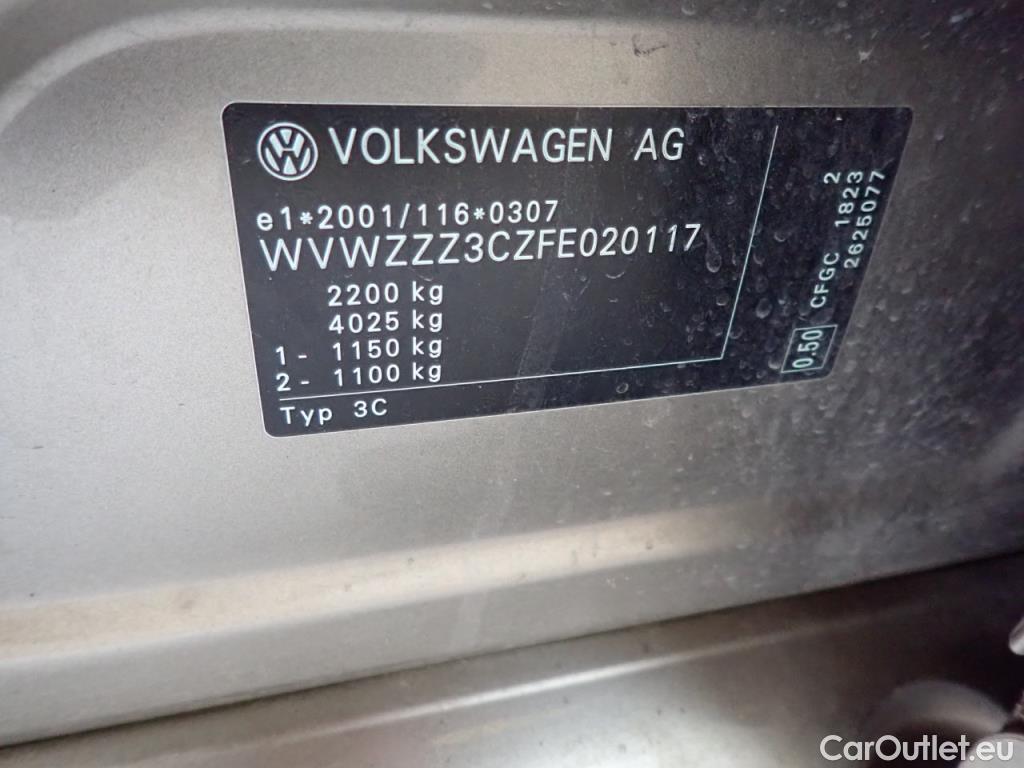 VOLKSWAGEN AG
e1*2001/116*0307
WVWZZZ3CZFE020117
2200 kg
4025 kg
1- 1150 kg
2- 1100 kg
Typ 3C
0.50 CFGC 1823 2
2625077
CarOutlet.eu